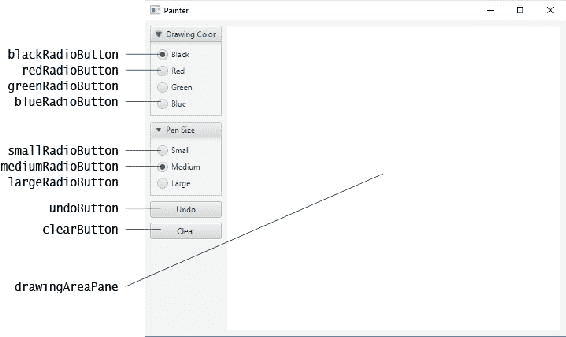 Painter
Drawing Color
blackRadioButton
Black
redRadioButton
Red
greenRadioButton
Green
blueRadioButton
Blue
Pen Size
smallRadioButton
Small
mediumRadioButton
Medium
largeRadioButton
Large
undoButton
Undo
clearButton
Clear
drawingAreaPane